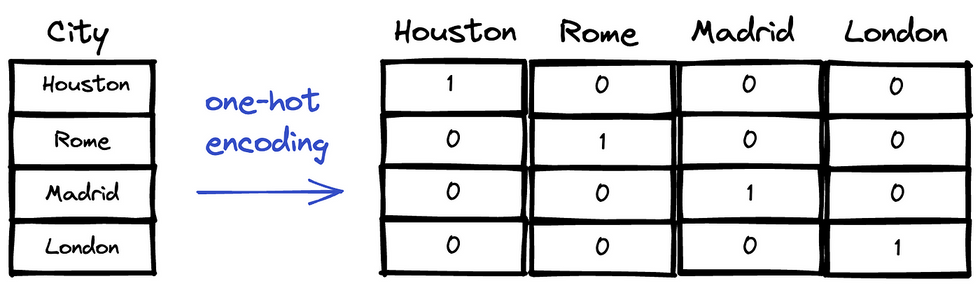 City Houston Rome Madrid London
Houston 1 0 0 0
one-hot
Rome 0 1 0 0
encoding
Madrid 0 0 1 0
London 0 0 0 1